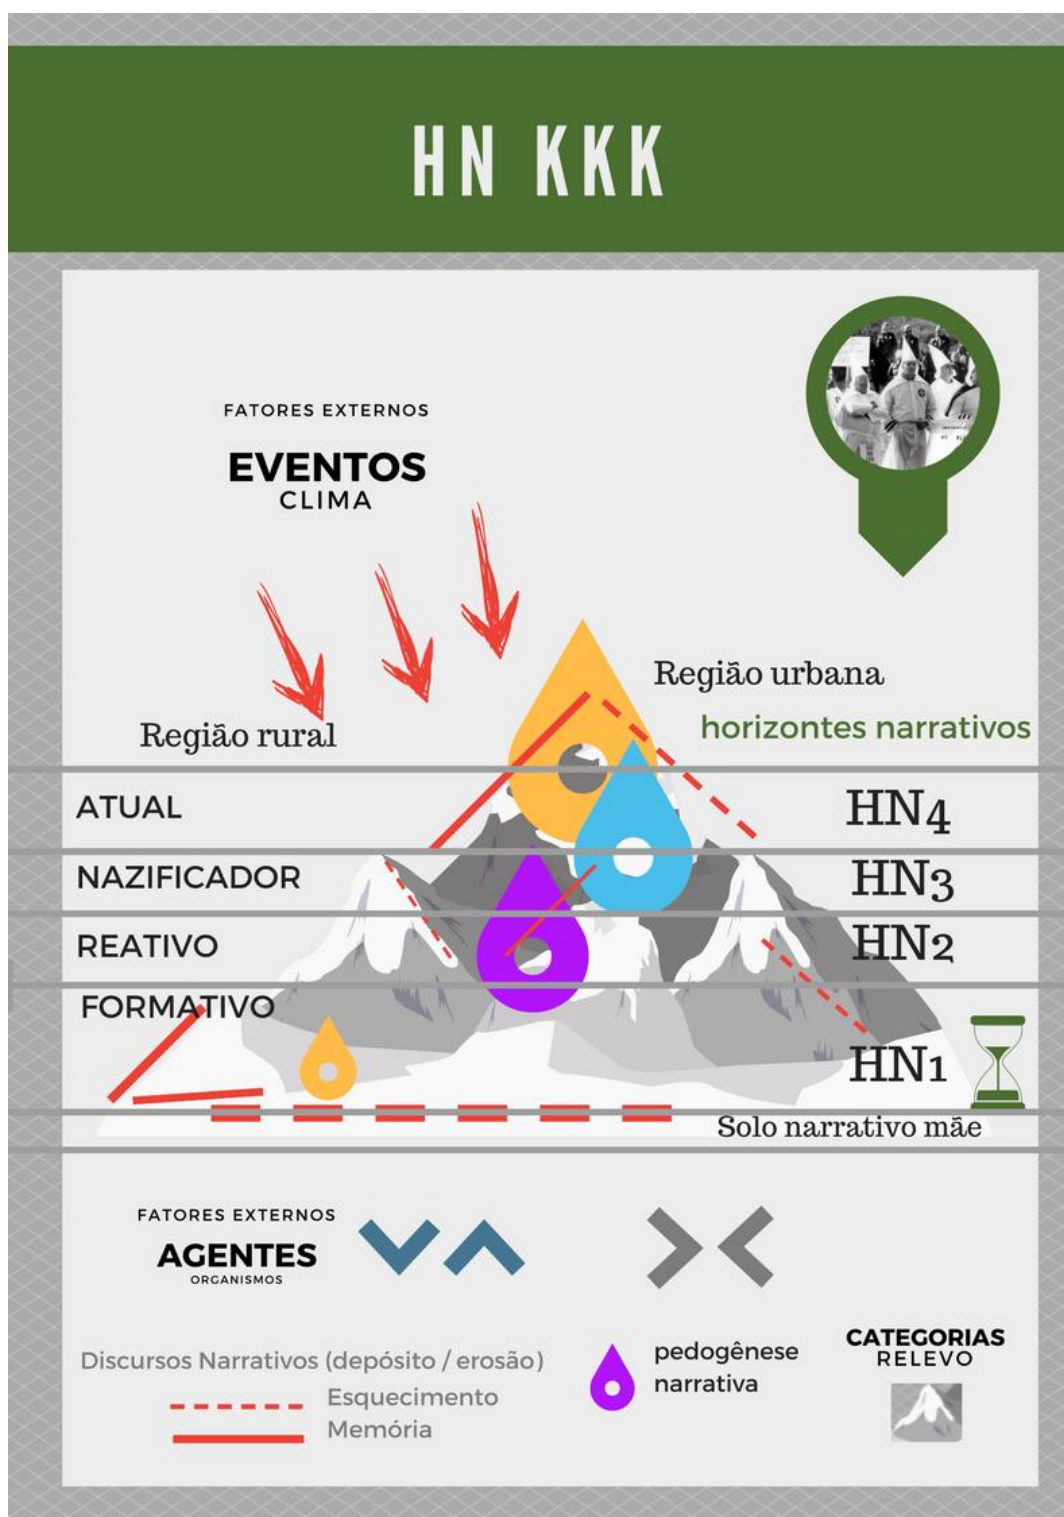 HN KKK
FATORES EXTERNOS
EVENTOS
CLIMA
Região urbana
Região rural
horizontes narrativos
ATUAL
HN4
NAZIFICADOR
HN3
REATIVO
HN2
FORMATIVO
HN1
Solo narrativo mãe
FATORES EXTERNOS
AGENTES
ORGANISMOS
Discursos Narrativos (depósito / erosão)
Esquecimento
Memória
pedogênese
narrativa
CATEGORIAS
RELEVO